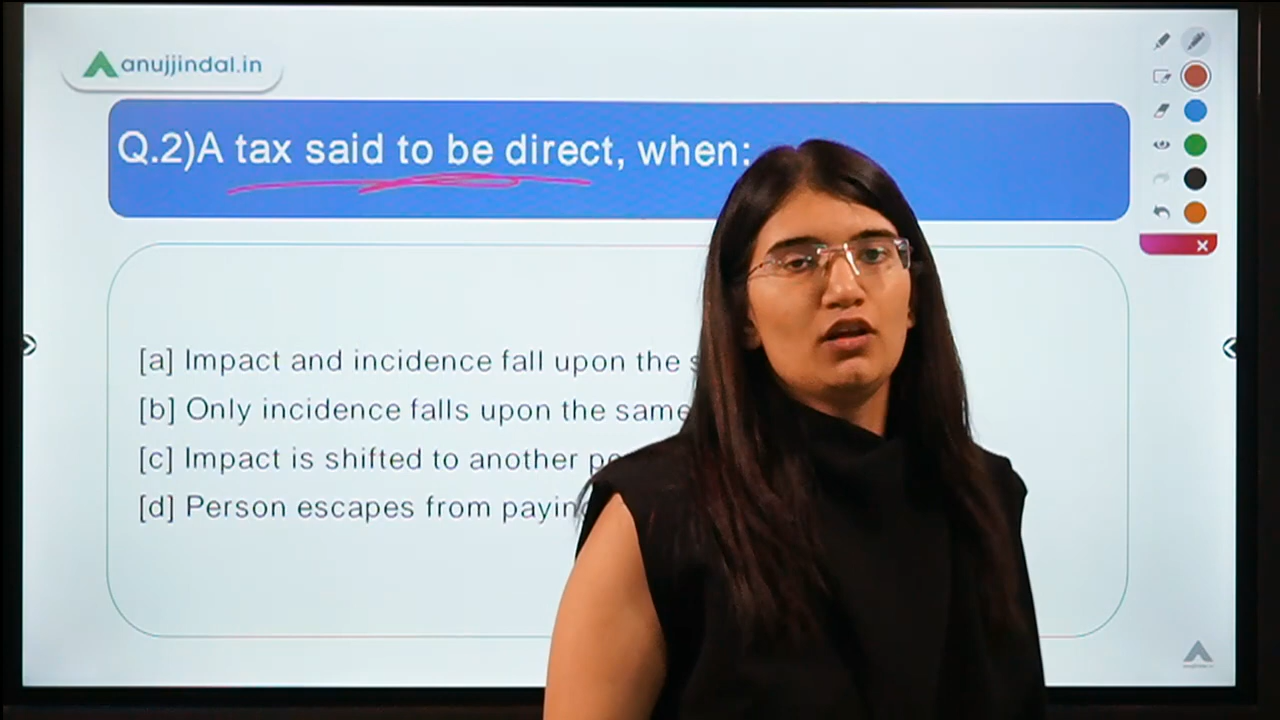 anujjindal.in
Q.2)A tax said to be direct, when:
[a] Impact and incidence fall upon the
[b] Only incidence falls upon the same
[c] Impact is shifted to another
[d] Person escapes from paying